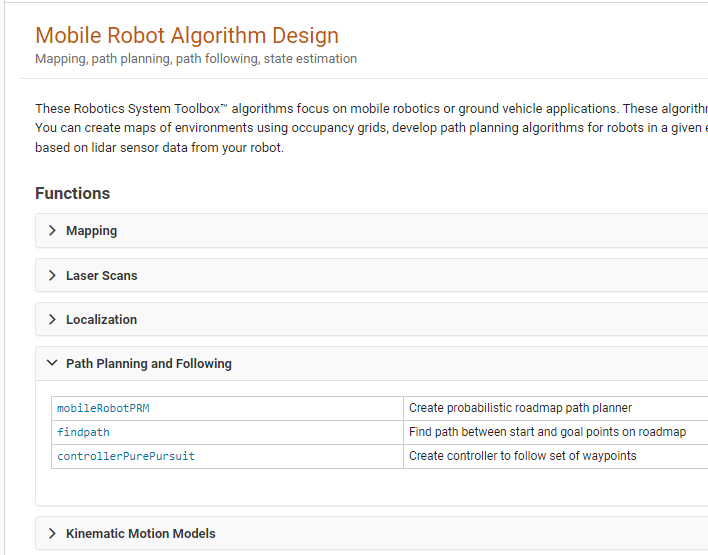 Mobile Robot Algorithm Design
Mapping, path planning, path following, state estimation
These Robotics System Toolbox™ algorithms focus on mobile robotics or ground vehicle applications. These
You can create maps of environments using occupancy grids, develop path planning algorithms for robots in a given
based on lidar sensor data from your robot.
Functions
Mapping
Laser Scans
Localization
Path Planning and Following
mobileRobotPRM Create probabilistic roadmap path planner
findpath Find path between start and goal points on roadmap
controllerPurePursuit Create controller to follow set of waypoints
Kinematic Motion Models